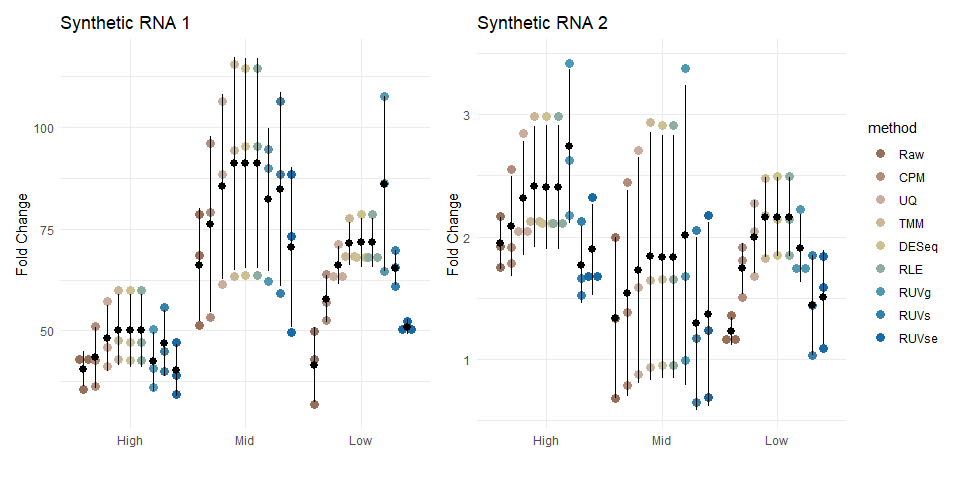 Synthetic RNA 1
Fold Change
100
75
50
High
Mid
Low
Synthetic RNA 2
Fold Change
3
2
1
High
Mid
Low
method
Raw
CPM
UQ
TMM
DESeq
RLE
RUVg
RUVs
RUVse